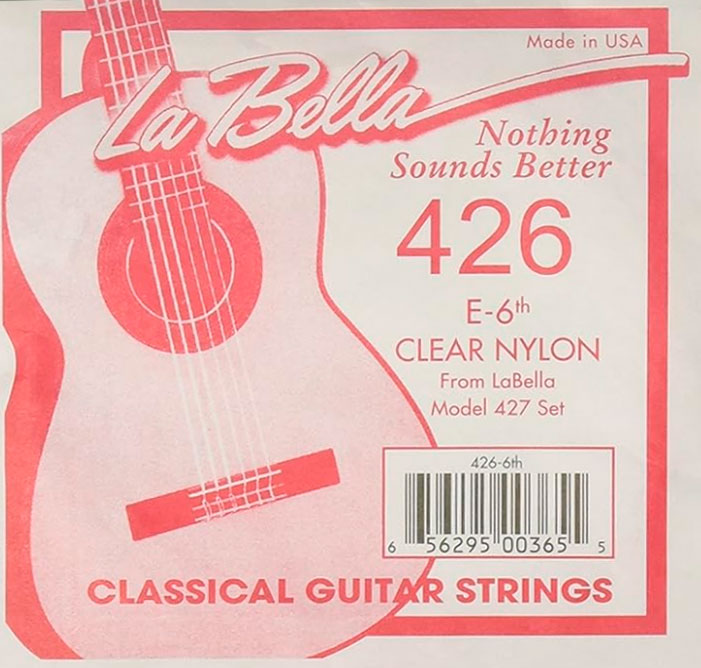 Made in USA
La Bella
Nothing
Sounds Better
426
E-6th
CLEAR NYLON
From LaBella
Model 427 Set
426-6th
6 56295 00365 5
CLASSICAL GUITAR STRINGS